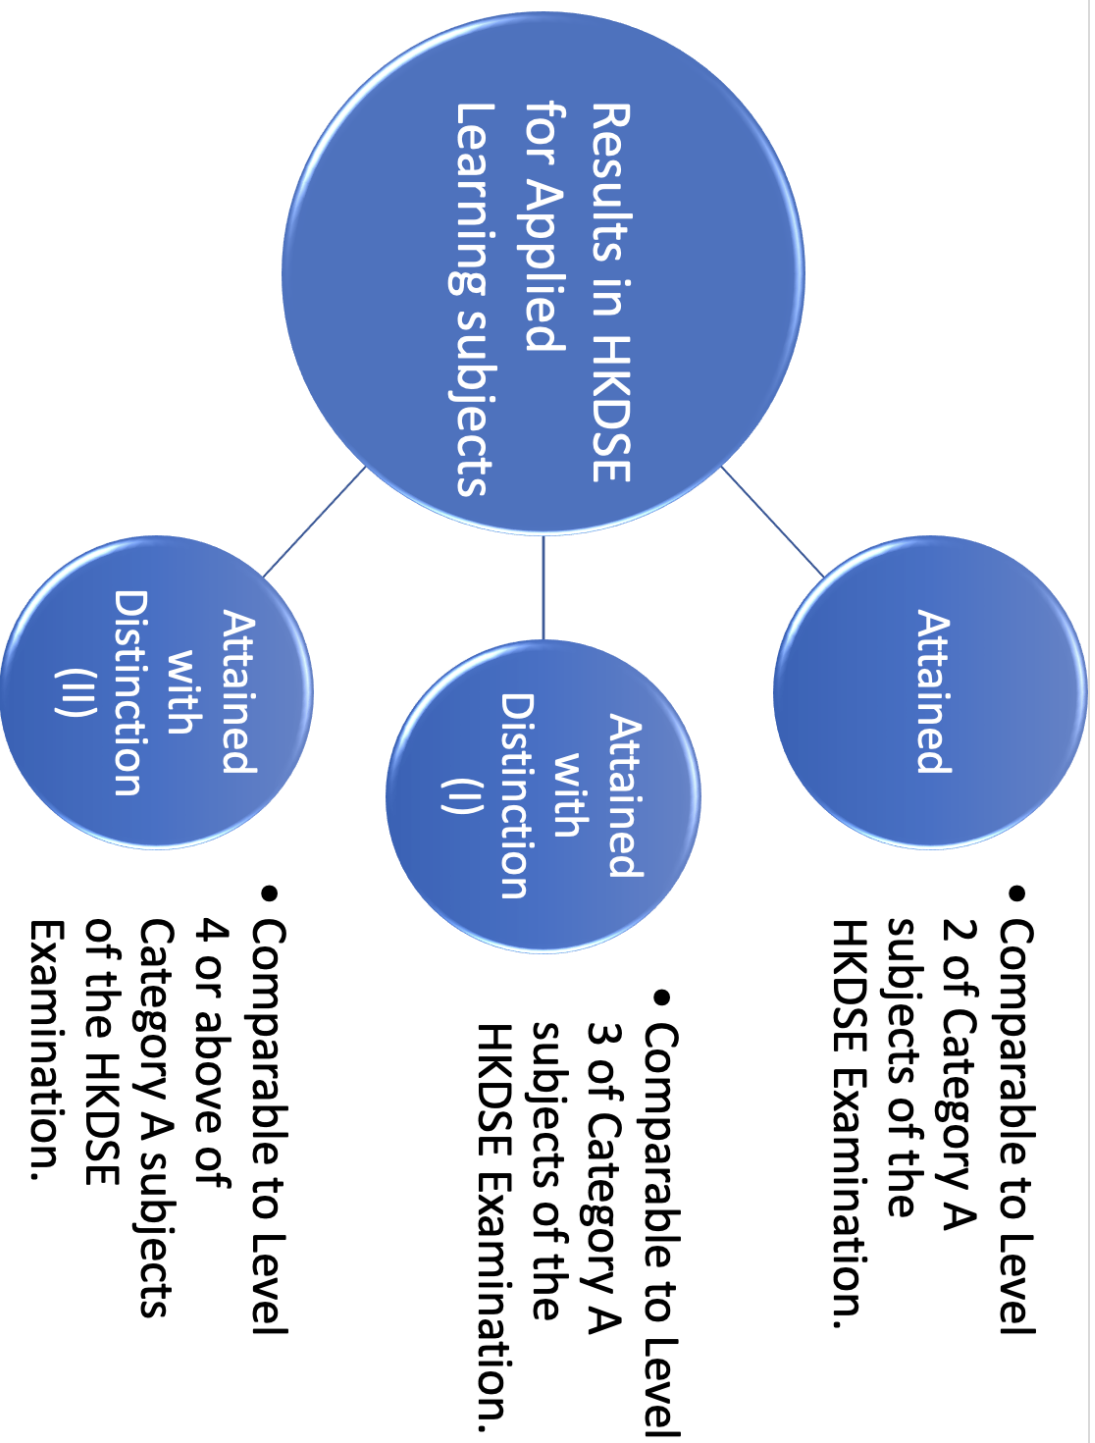 Results in HKDSE
for Applied
Learning subjects
Attained
• Comparable to Level
2 of Category A
subjects of the
HKDSE Examination.
Attained
with
Distinction
(I)
• Comparable to Level
3 of Category A
subjects of the
HKDSE Examination.
Attained
with
Distinction
(II)
• Comparable to Level
4 or above of
Category A subjects
of the HKDSE
Examination.